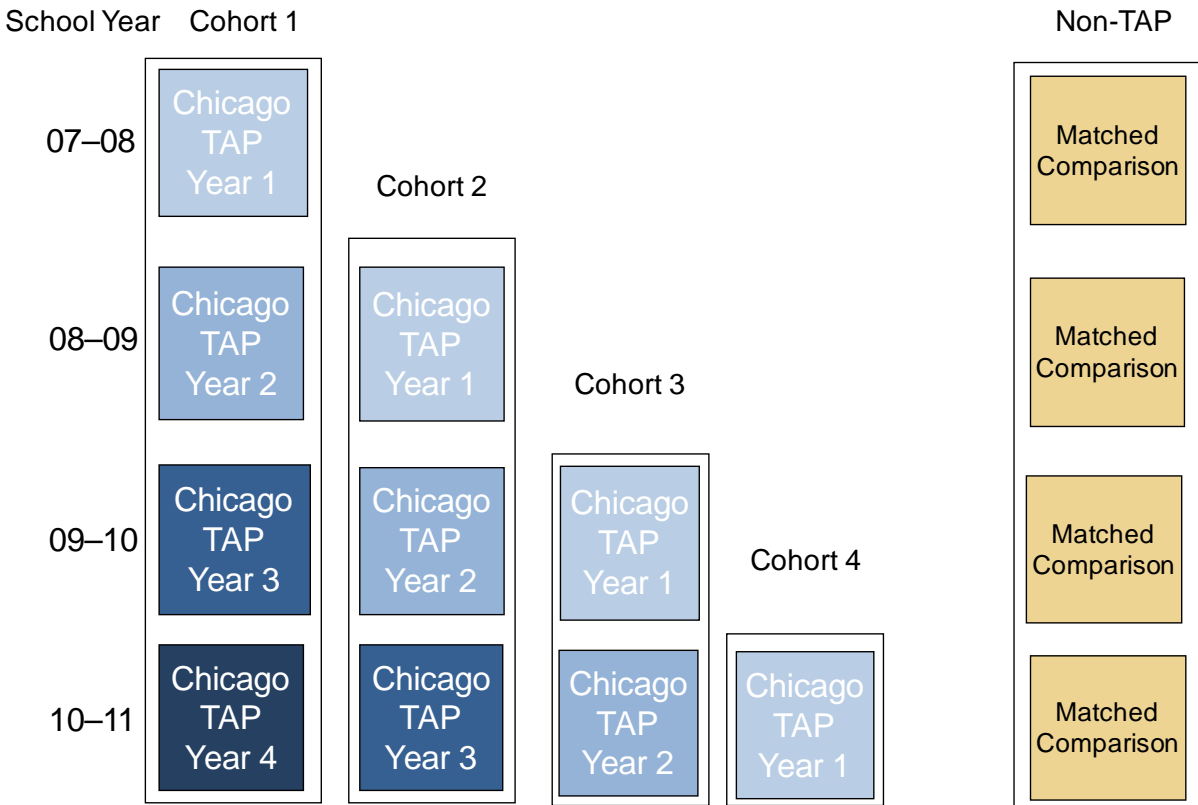 School Year Cohort 1 Non-TAP
07–08
Chicago
TAP
Year 1
Matched
Comparison
Cohort 2
08–09
Chicago
TAP
Year 2
Chicago
TAP
Year 1
Matched
Comparison
Cohort 3
09–10
Chicago
TAP
Year 3
Chicago
TAP
Year 2
Chicago
TAP
Year 1
Matched
Comparison
Cohort 4
10–11
Chicago
TAP
Year 4
Chicago
TAP
Year 3
Chicago
TAP
Year 2
Chicago
TAP
Year 1
Matched
Comparison